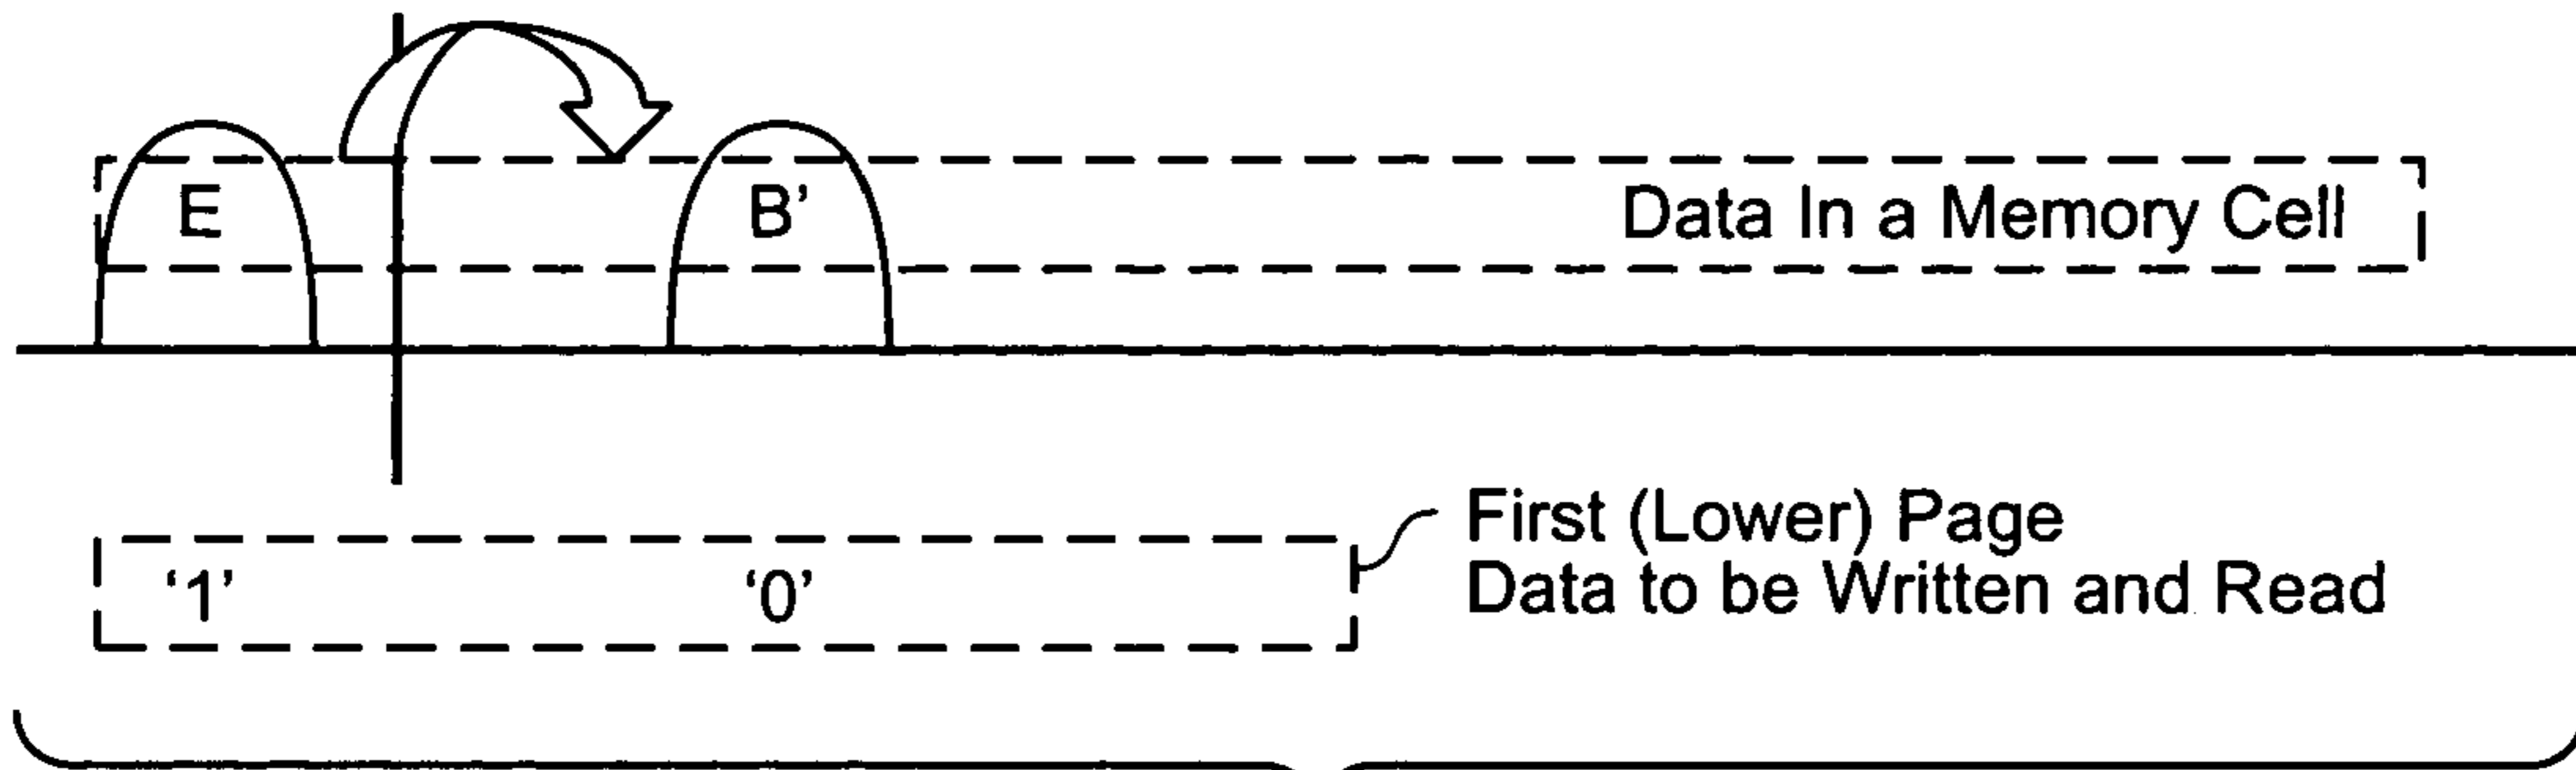 E B’ Data In a Memory Cell
First (Lower) Page
‘1’ ‘0’ Data to be Written and Read